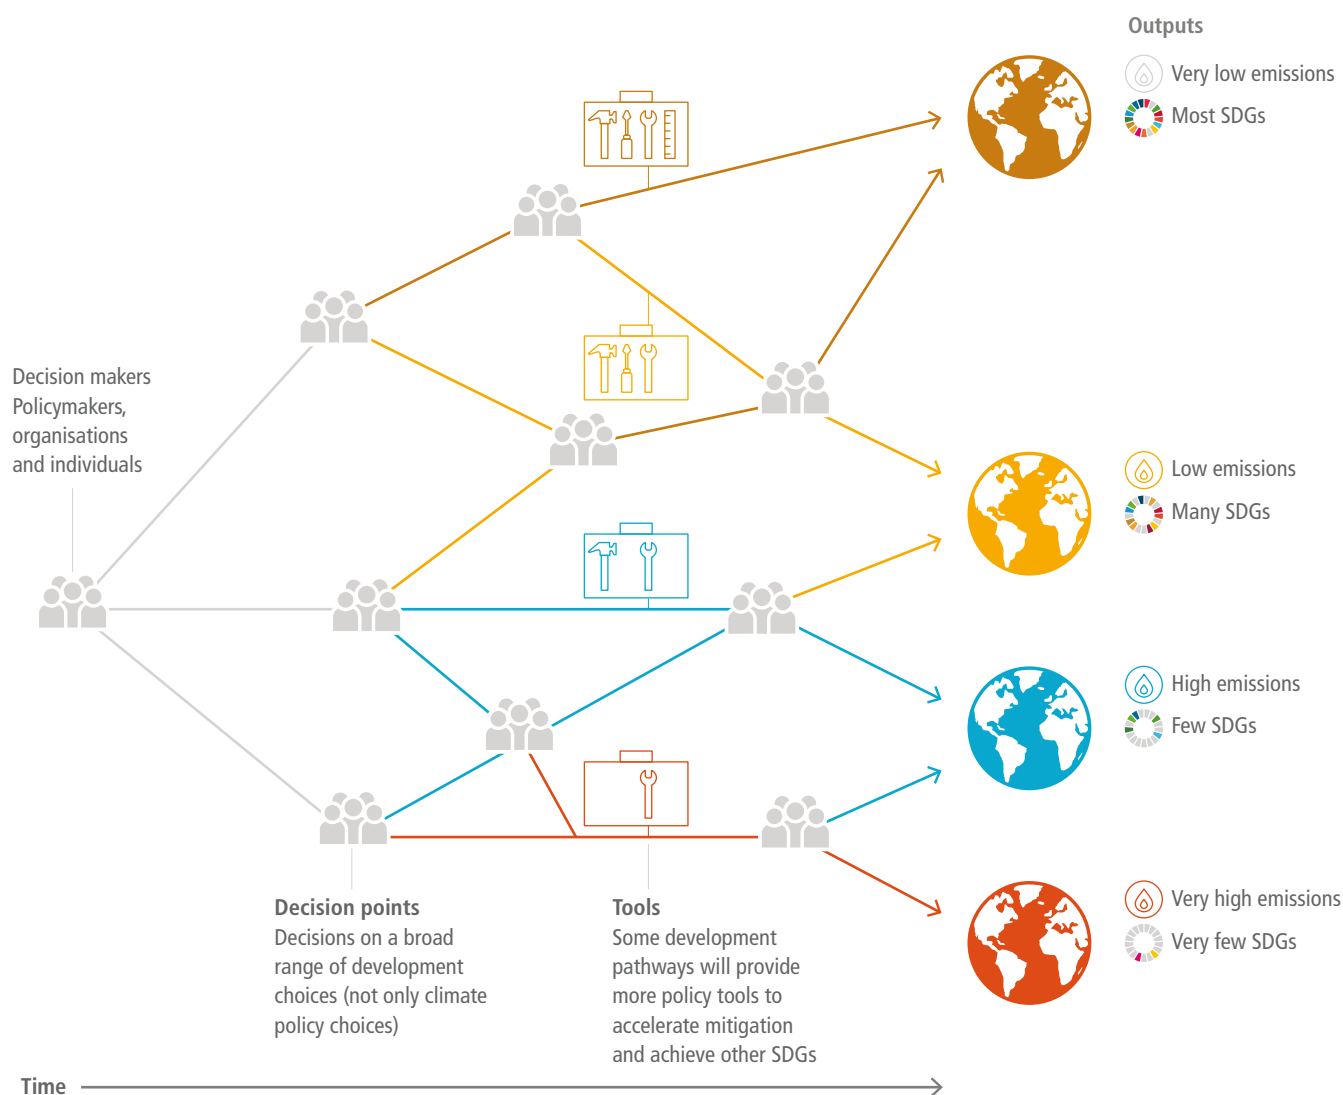 Outputs
Very low emissions
Most SDGs
Decision makers
Policymakers,
organisations
and individuals
Low emissions
Many SDGs
High emissions
Few SDGs
Very high emissions
Very few SDGs
Decision points
Decisions on a broad
range of development
choices (not only climate
policy choices)
Tools
Some development
pathways will provide
more policy tools to
accelerate mitigation
and achieve other SDGs
Time